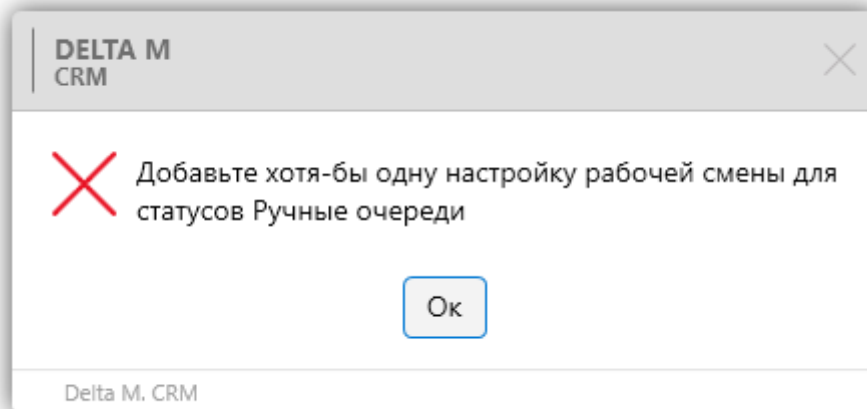 DELTA M
CRM
Добавьте хотя-бы одну настройку рабочей смены для
статусов Ручные очереди
Ок
Delta M. CRM